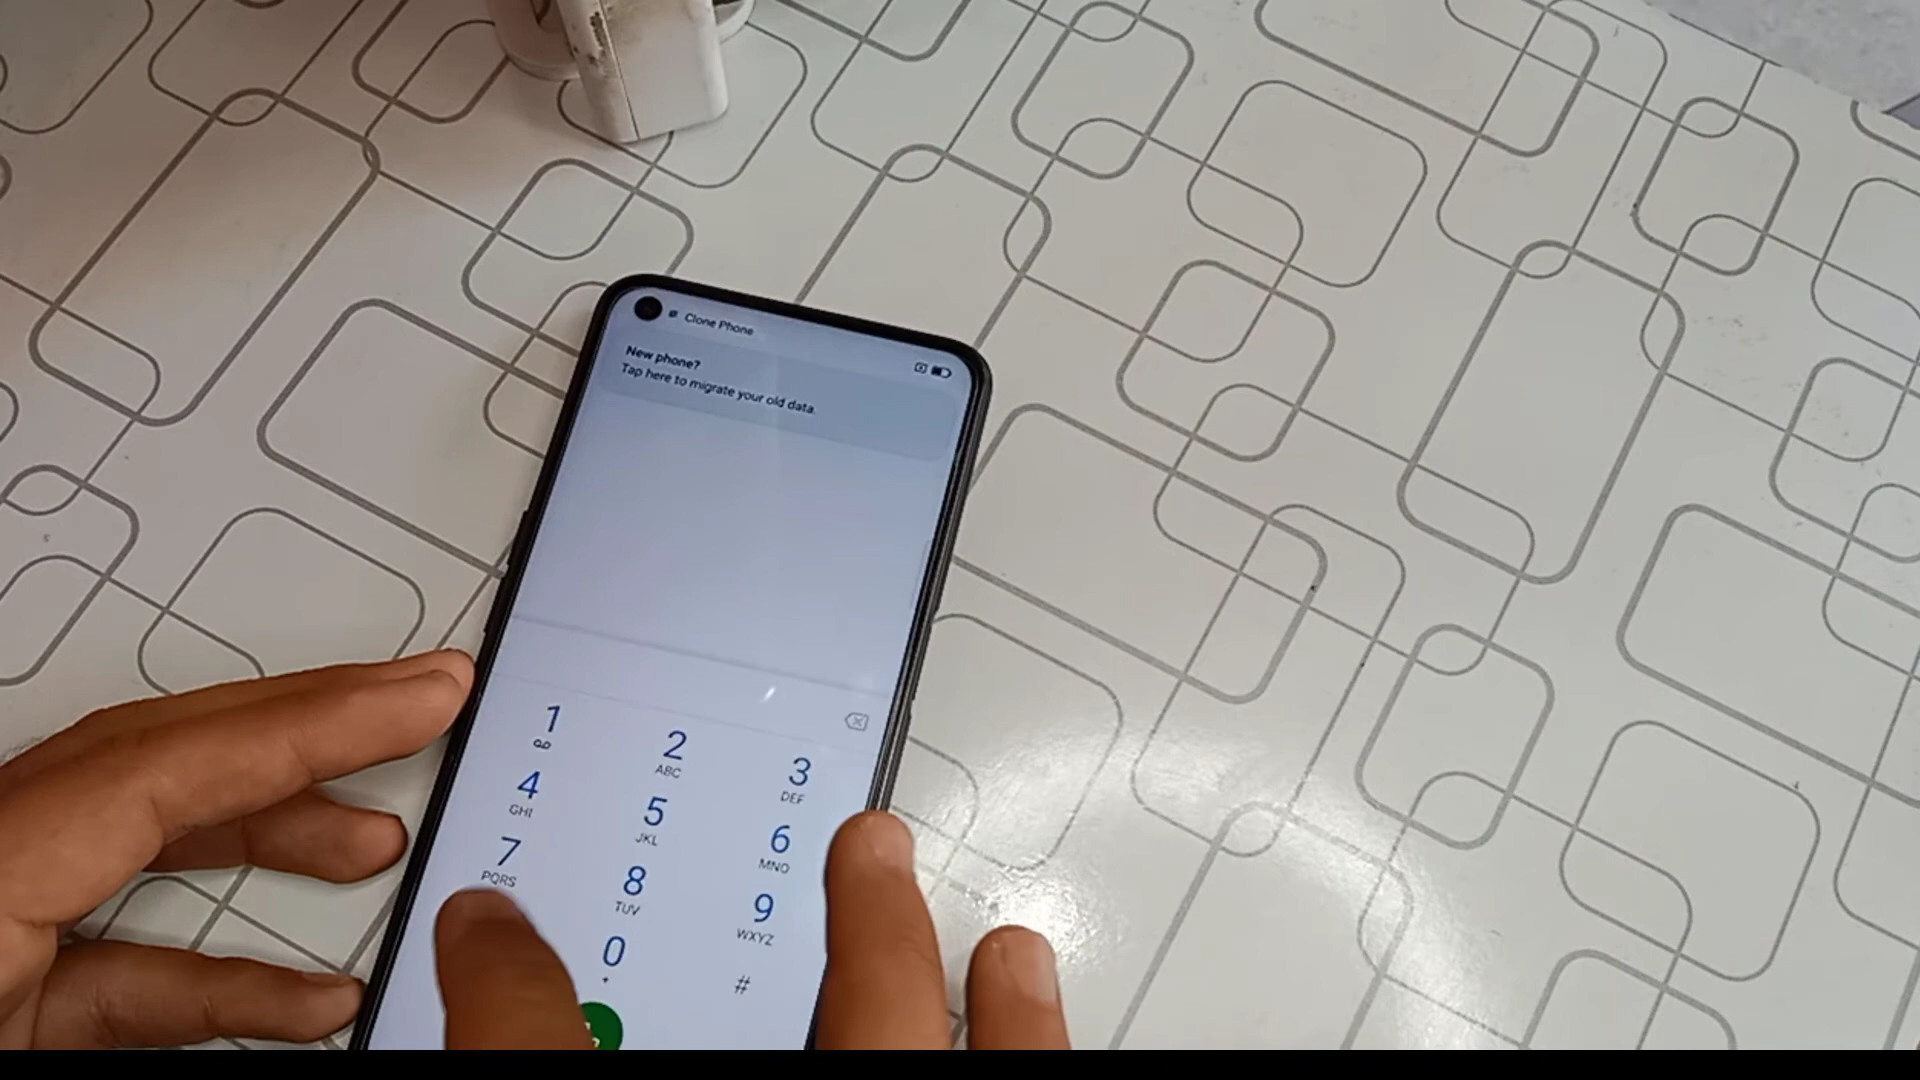 Clone Phone
New phone?
Tap here to migrate your old data.
1 2 3
ABC DEF
4 5 6
GHI JKL MNO
7 8 9
PQRS TUV WXYZ
0 #
+